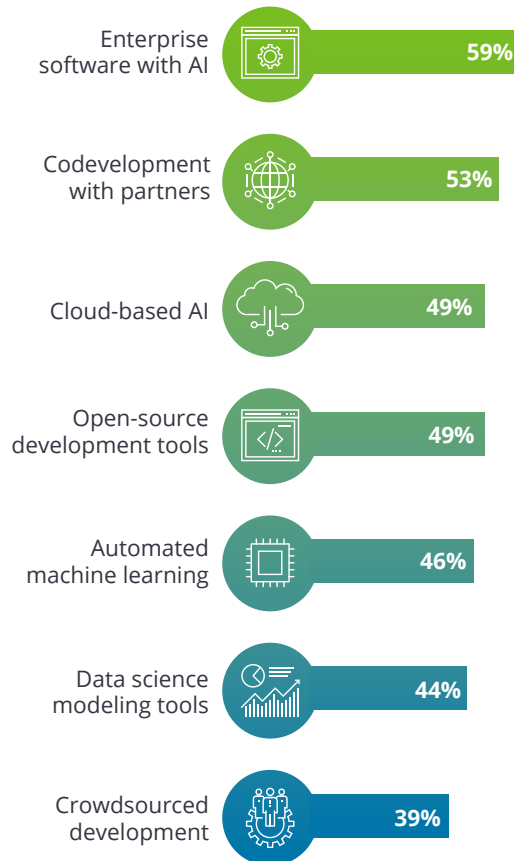 Enterprise
software with AI
59%
Codevelopment
with partners
53%
Cloud-based AI
49%
Open-source
development tools
49%
Automated
machine learning
46%
Data science
modeling tools
44%
Crowdsourced
development
39%